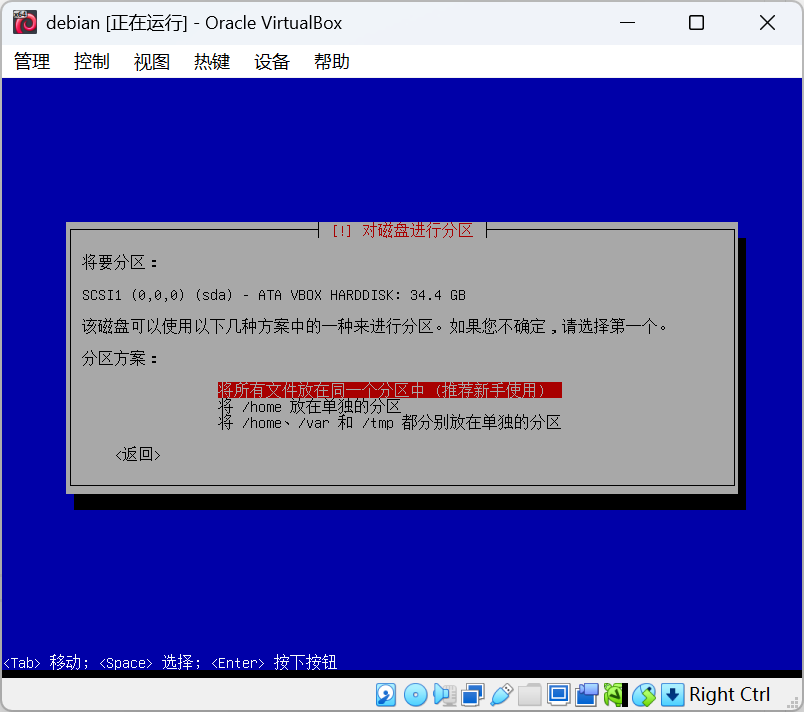 debian [正在运行] - Oracle VirtualBox
管理 控制 视图 热键 设备 帮助
[!] 对磁盘进行分区
将要分区：
SCSI1 (0,0,0) (sda) - ATA VBOX HARDDISK: 34.4 GB
该磁盘可以使用以下几种方案中的一种来进行分区。如果您不确定，请选择第一个。
分区方案：
将所有文件放在同一个分区中 (推荐新手使用)
将 /home 放在单独的分区
将 /home、/var 和 /tmp 都分别放在单独的分区
<返回>
<Tab> 移动; <Space> 选择; <Enter> 按下按钮
Right Ctrl